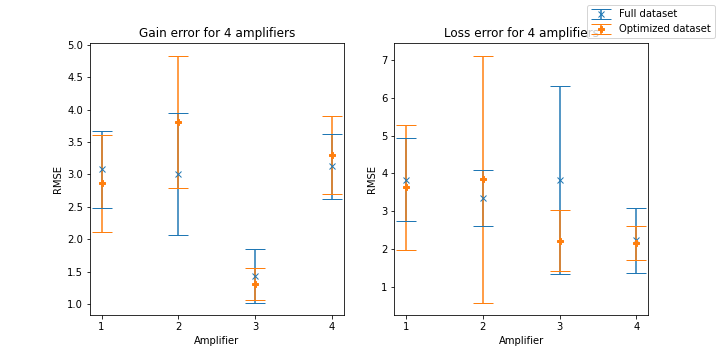 Full dataset
Optimized dataset
Gain error for 4 amplifiers
RMSE
5.0
4.5
4.0
3.5
3.0
2.5
2.0
1.5
1.0
1 2 3 4
Amplifier
Loss error for 4 amplifie
RMSE
7
6
5
4
3
2
1
1 2 3 4
Amplifier